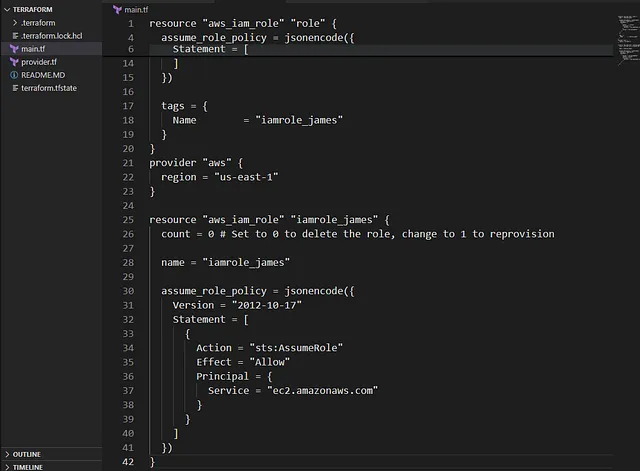 TERRAFORM
.terraform
.terraform.lock.hcl
main.tf
provider.tf
README.MD
terraform.tfstate
OUTLINE
TIMELINE
main.tf
1 resource "aws_iam_role" "role" {
4 assume_role_policy = jsonencode({
6 Statement = [
14 ]
15 })
16
17 tags = {
18 Name = "iamrole_james"
19 }
20 }
21 provider "aws" {
22 region = "us-east-1"
23 }
24
25 resource "aws_iam_role" "iamrole_james" {
26 count = 0 # Set to 0 to delete the role, change to 1 to reprovision
27
28 name = "iamrole_james"
29
30 assume_role_policy = jsonencode({
31 Version = "2012-10-17"
32 Statement = [
33 {
34 Action = "sts:AssumeRole"
35 Effect = "Allow"
36 Principal = {
37 Service = "ec2.amazonaws.com"
38 }
39 }
40 ]
41 })
42 }